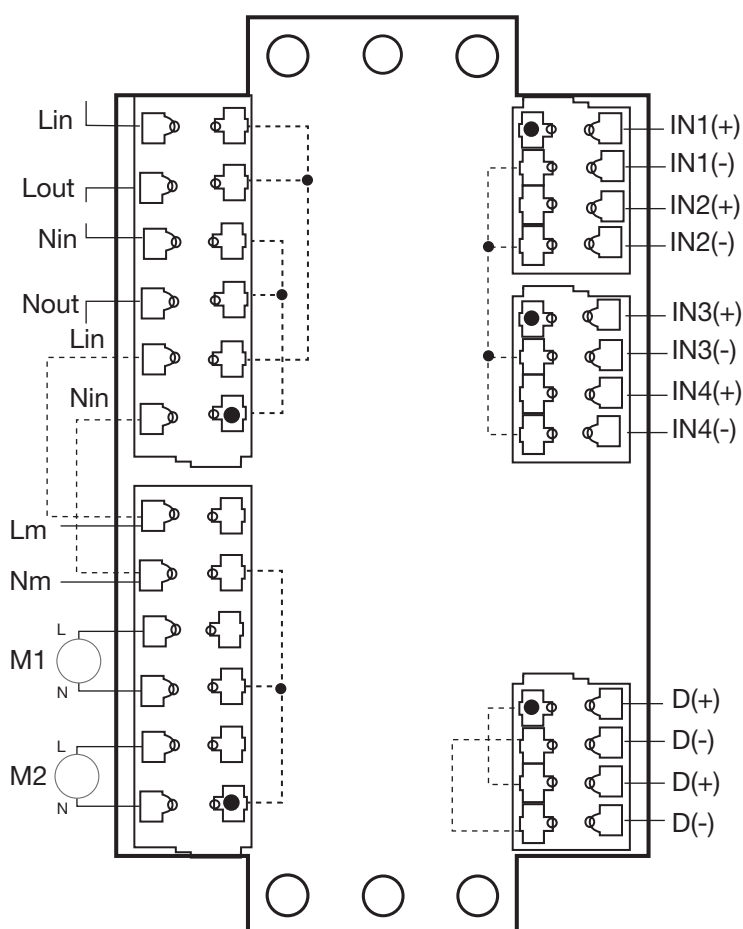 Lin
Lout
Nin
Nout
Lin
Nin
Lm
Nm
L
M1
N
L
M2
N
IN1(+)
IN1(-)
IN2(+)
IN2(-)
IN3(+)
IN3(-)
IN4(+)
IN4(-)
D(+)
D(-)
D(+)
D(-)